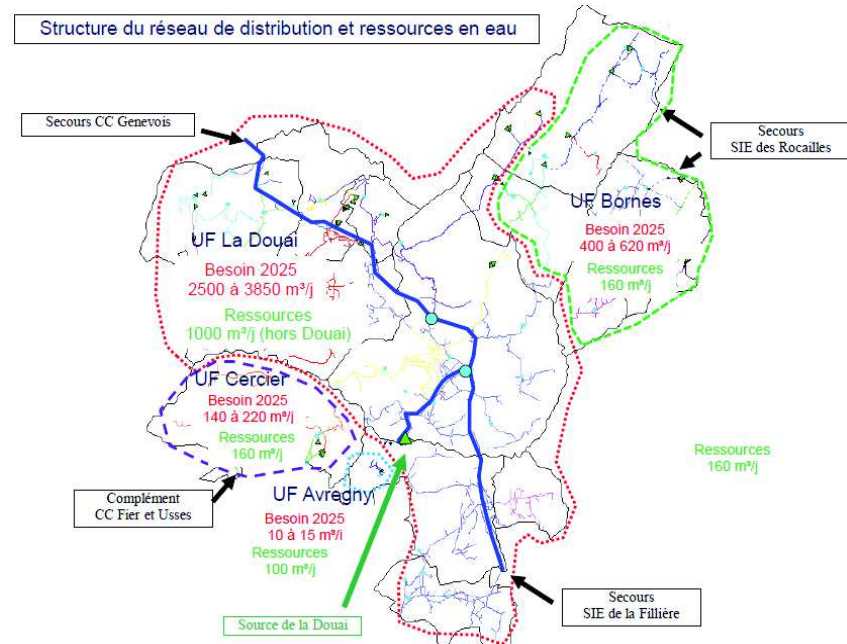 Structure du réseau de distribution et ressources en eau
Secours CC Genevois
Secours
SIE des Rocailles
UF Bornes
Besoin 2025
400 à 620 m³/j
Ressources
160 m³/j
UF La Douai
Besoin 2025
2500 à 3850 m³/j
Ressources
1000 m³/j (hors Douai)
UF Cercier
Besoin 2025
140 à 220 m³/j
Ressources
160 m³/j
Ressources
160 m³/j
Complément
CC Fier et Usses
UF Avregny
Besoin 2025
10 à 15 m³/j
Ressources
100 m³/j
Source de la Douai
Secours
SIE de la Fillière